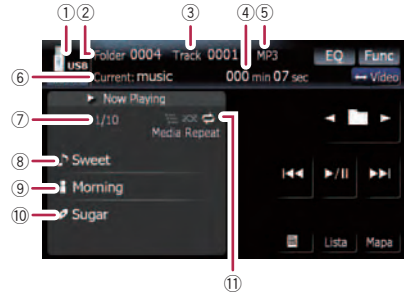 ① ② ③ ④ ⑤
USB Folder 0004 Track 0001 MP3 EQ Func
⑥ Current: music 000 min 07 sec Video
Now Playing
⑦ 1/10
Media Repeat
⑧ Sweet
⑨ Morning
⑩ Sugar
Lista Mapa
⑪